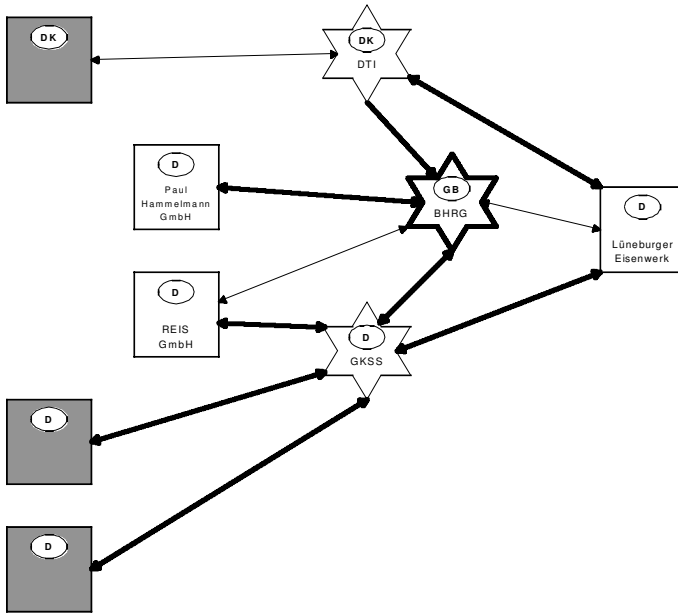 DK
DK
DTI
D
Paul
Hammelmann
GmbH
GB
BHRG
D
Lüneburger
Eisenwerk
D
REIS
GmbH
D
GKSS
D
D